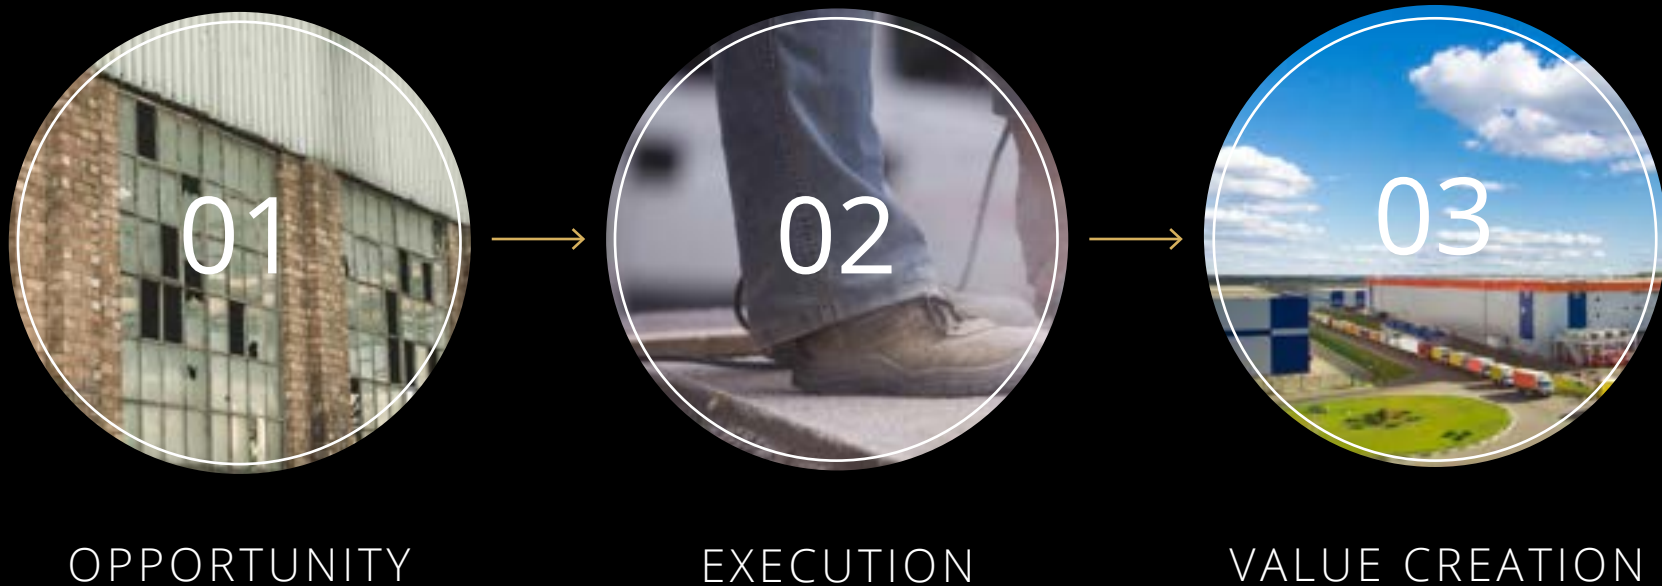 01
02
03
OPPORTUNITY
EXECUTION
VALUE CREATION